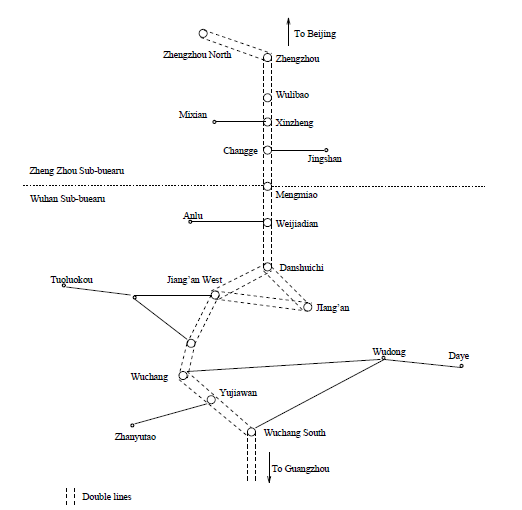 To Beijing
Zhengzhou North
Zhengzhou
Wulibao
Mixian
Xinzheng
Changge
Jingshan
Zheng Zhou Sub-buearu
Mengmiao
Wuhan Sub-buearu
Anlu
Weijiadian
Danshuichi
Tuoluokou
Jiang'an West
JIang'an
Wudong
Daye
Wuchang
Yujiawan
Zhanyutao
Wuchang South
To Guangzhou
Double lines